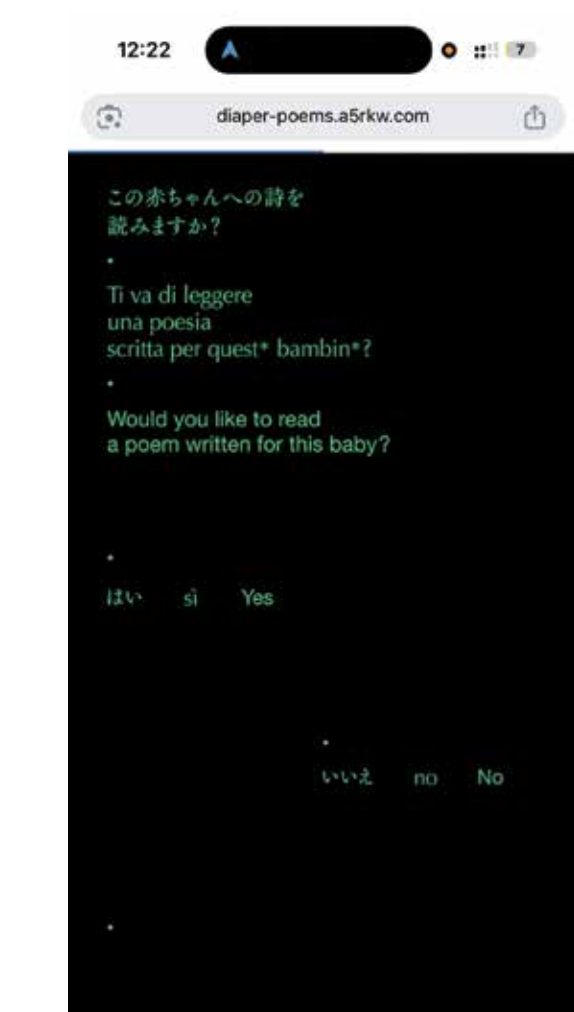 12:22
7
diaper-poems.a5rkw.com
この赤ちゃんへの詩を
読みますか？
Ti va di leggere
una poesia
scritta per quest* bambin*?
Would you like to read
a poem written for this baby?
はい sì Yes
いいえ no No